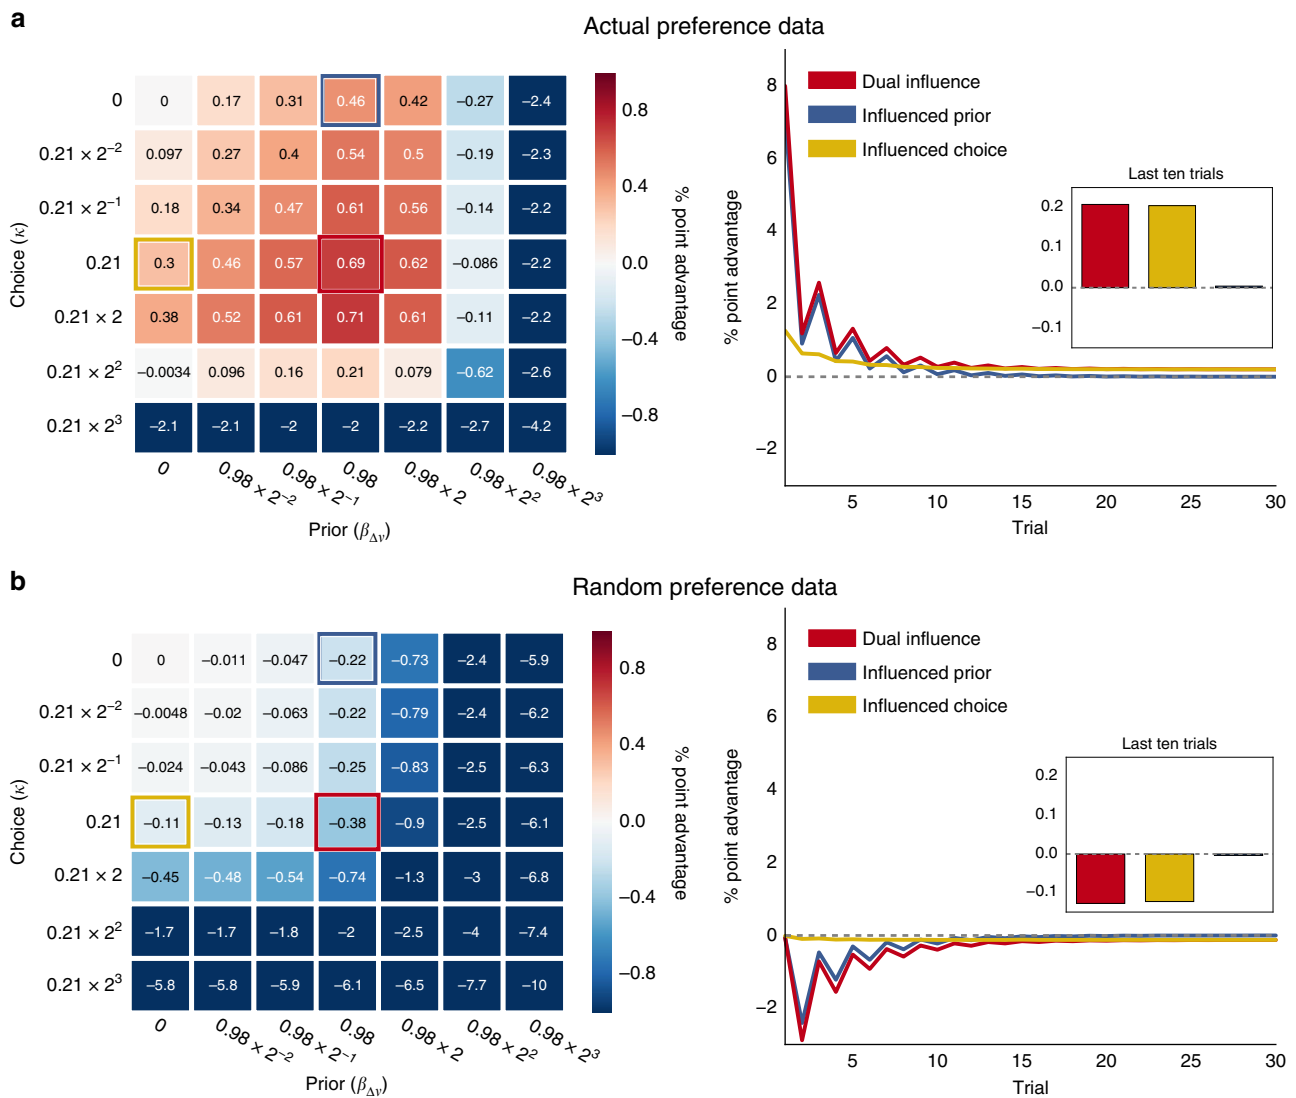 a
Actual preference data
Choice (κ)
0 0 0.17 0.31 0.46 0.42 −0.27 −2.4
0.21 × 2⁻² 0.097 0.27 0.4 0.54 0.5 −0.19 −2.3
0.21 × 2⁻¹ 0.18 0.34 0.47 0.61 0.56 −0.14 −2.2
0.21 0.3 0.46 0.57 0.69 0.62 −0.086 −2.2
0.21 × 2 0.38 0.52 0.61 0.71 0.61 −0.11 −2.2
0.21 × 2² −0.0034 0.096 0.16 0.21 0.079 −0.62 −2.6
0.21 × 2³ −2.1 −2.1 −2 −2 −2.2 −2.7 −4.2
0 0.98 × 2⁻² 0.98 × 2⁻¹ 0.98 0.98 × 2 0.98 × 2² 0.98 × 2³
Prior (βΔν)
0.8
0.4
0.0
−0.4
−0.8
% point advantage
% point advantage
8
6
4
2
0
−2
Dual influence
Influenced prior
Influenced choice
Last ten trials
0.2
0.1
0.0
−0.1
5 10 15 20 25 30
Trial
b
Random preference data
Choice (κ)
0 0 −0.011 −0.047 −0.22 −0.73 −2.4 −5.9
0.21 × 2⁻² −0.0048 −0.02 −0.063 −0.22 −0.79 −2.4 −6.2
0.21 × 2⁻¹ −0.024 −0.043 −0.086 −0.25 −0.83 −2.5 −6.3
0.21 −0.11 −0.13 −0.18 −0.38 −0.9 −2.5 −6.1
0.21 × 2 −0.45 −0.48 −0.54 −0.74 −1.3 −3 −6.8
0.21 × 2² −1.7 −1.7 −1.8 −2 −2.5 −4 −7.4
0.21 × 2³ −5.8 −5.8 −5.9 −6.1 −6.5 −7.7 −10
0 0.98 × 2⁻² 0.98 × 2⁻¹ 0.98 0.98 × 2 0.98 × 2² 0.98 × 2³
Prior (βΔν)
0.8
0.4
0.0
−0.4
−0.8
% point advantage
% point advantage
8
6
4
2
0
−2
Dual influence
Influenced prior
Influenced choice
Last ten trials
0.2
0.1
0.0
−0.1
5 10 15 20 25 30
Trial